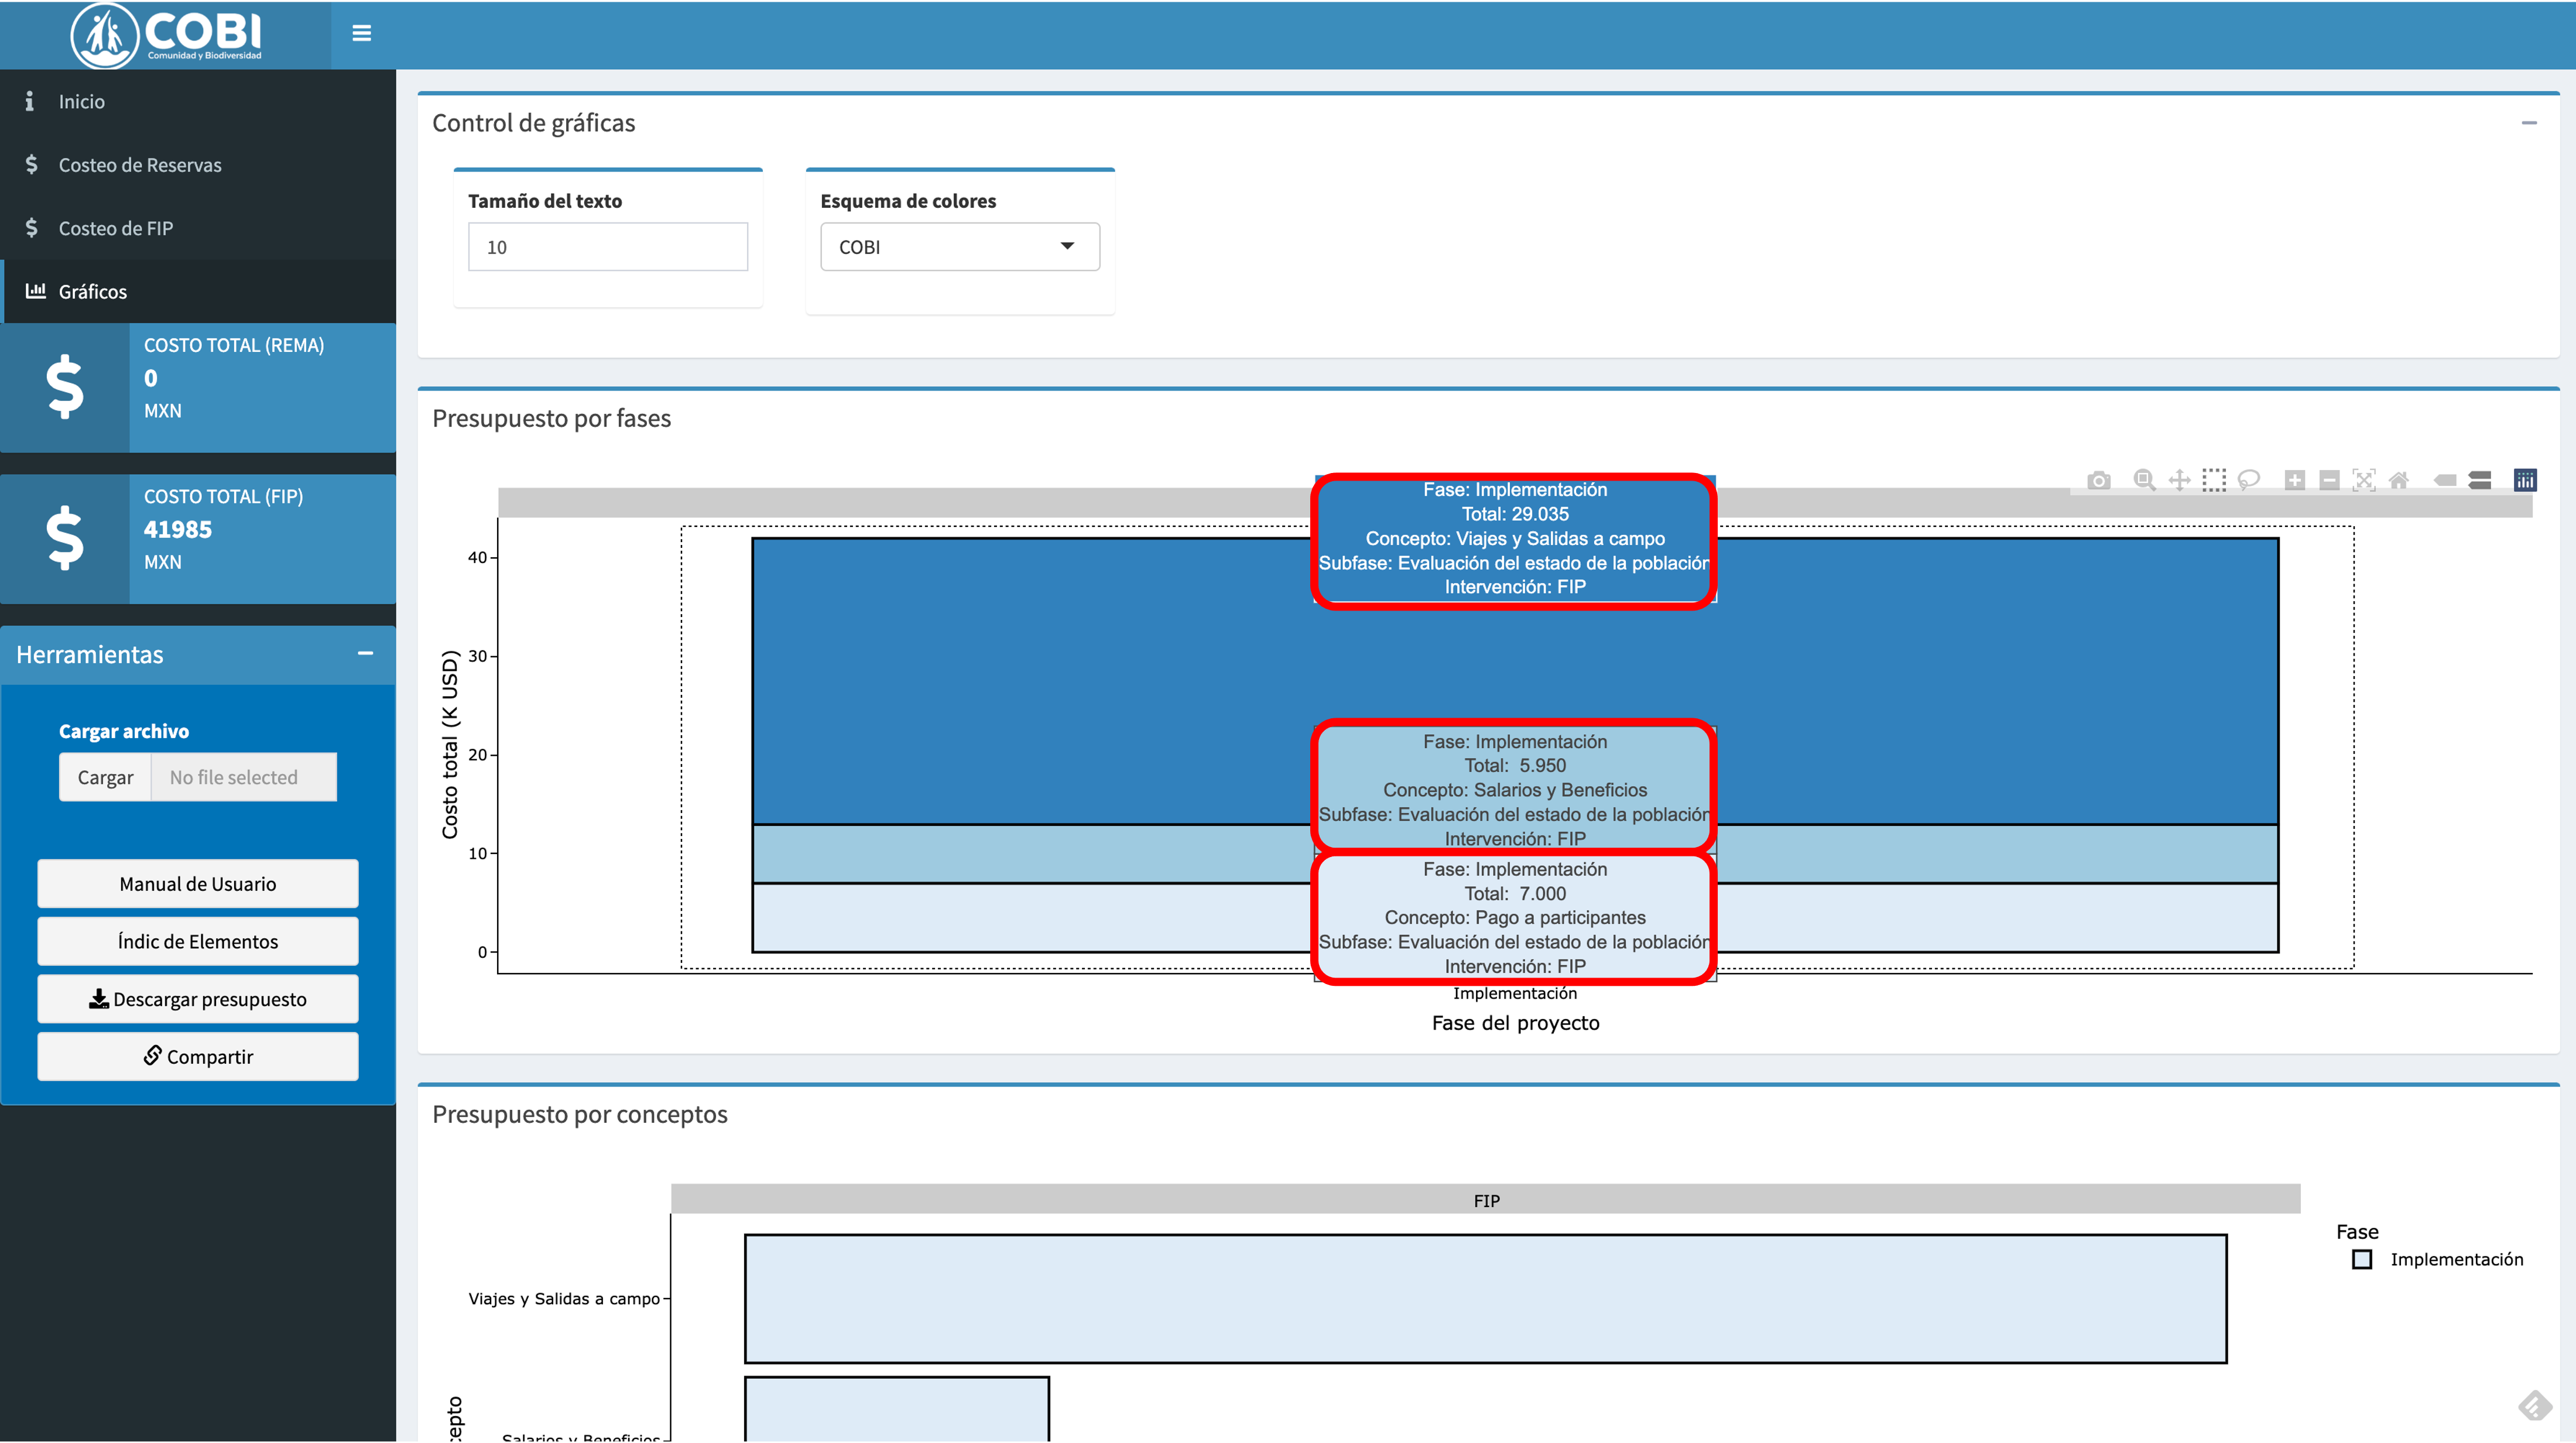 COBI
Comunidad y Biodiversidad
Inicio
Costeo de Reservas
Costeo de FIP
Gráficos
COSTO TOTAL (REMA)
0
MXN
COSTO TOTAL (FIP)
41985
MXN
Herramientas
Cargar archivo
Cargar
No file selected
Manual de Usuario
Índic de Elementos
Descargar presupuesto
Compartir
Control de gráficas
Tamaño del texto
10
Esquema de colores
COBI
Presupuesto por fases
Costo total (K USD)
40
30
20
10
0
Fase: Implementación
Total: 29.035
Concepto: Viajes y Salidas a campo
Subfase: Evaluación del estado de la población
Intervención: FIP
Fase: Implementación
Total: 5.950
Concepto: Salarios y Beneficios
Subfase: Evaluación del estado de la población
Intervención: FIP
Fase: Implementación
Total: 7.000
Concepto: Pago a participantes
Subfase: Evaluación del estado de la población
Intervención: FIP
Implementación
Fase del proyecto
Presupuesto por conceptos
FIP
Viajes y Salidas a campo
Salarios y Beneficios
cepto
Fase
Implementación